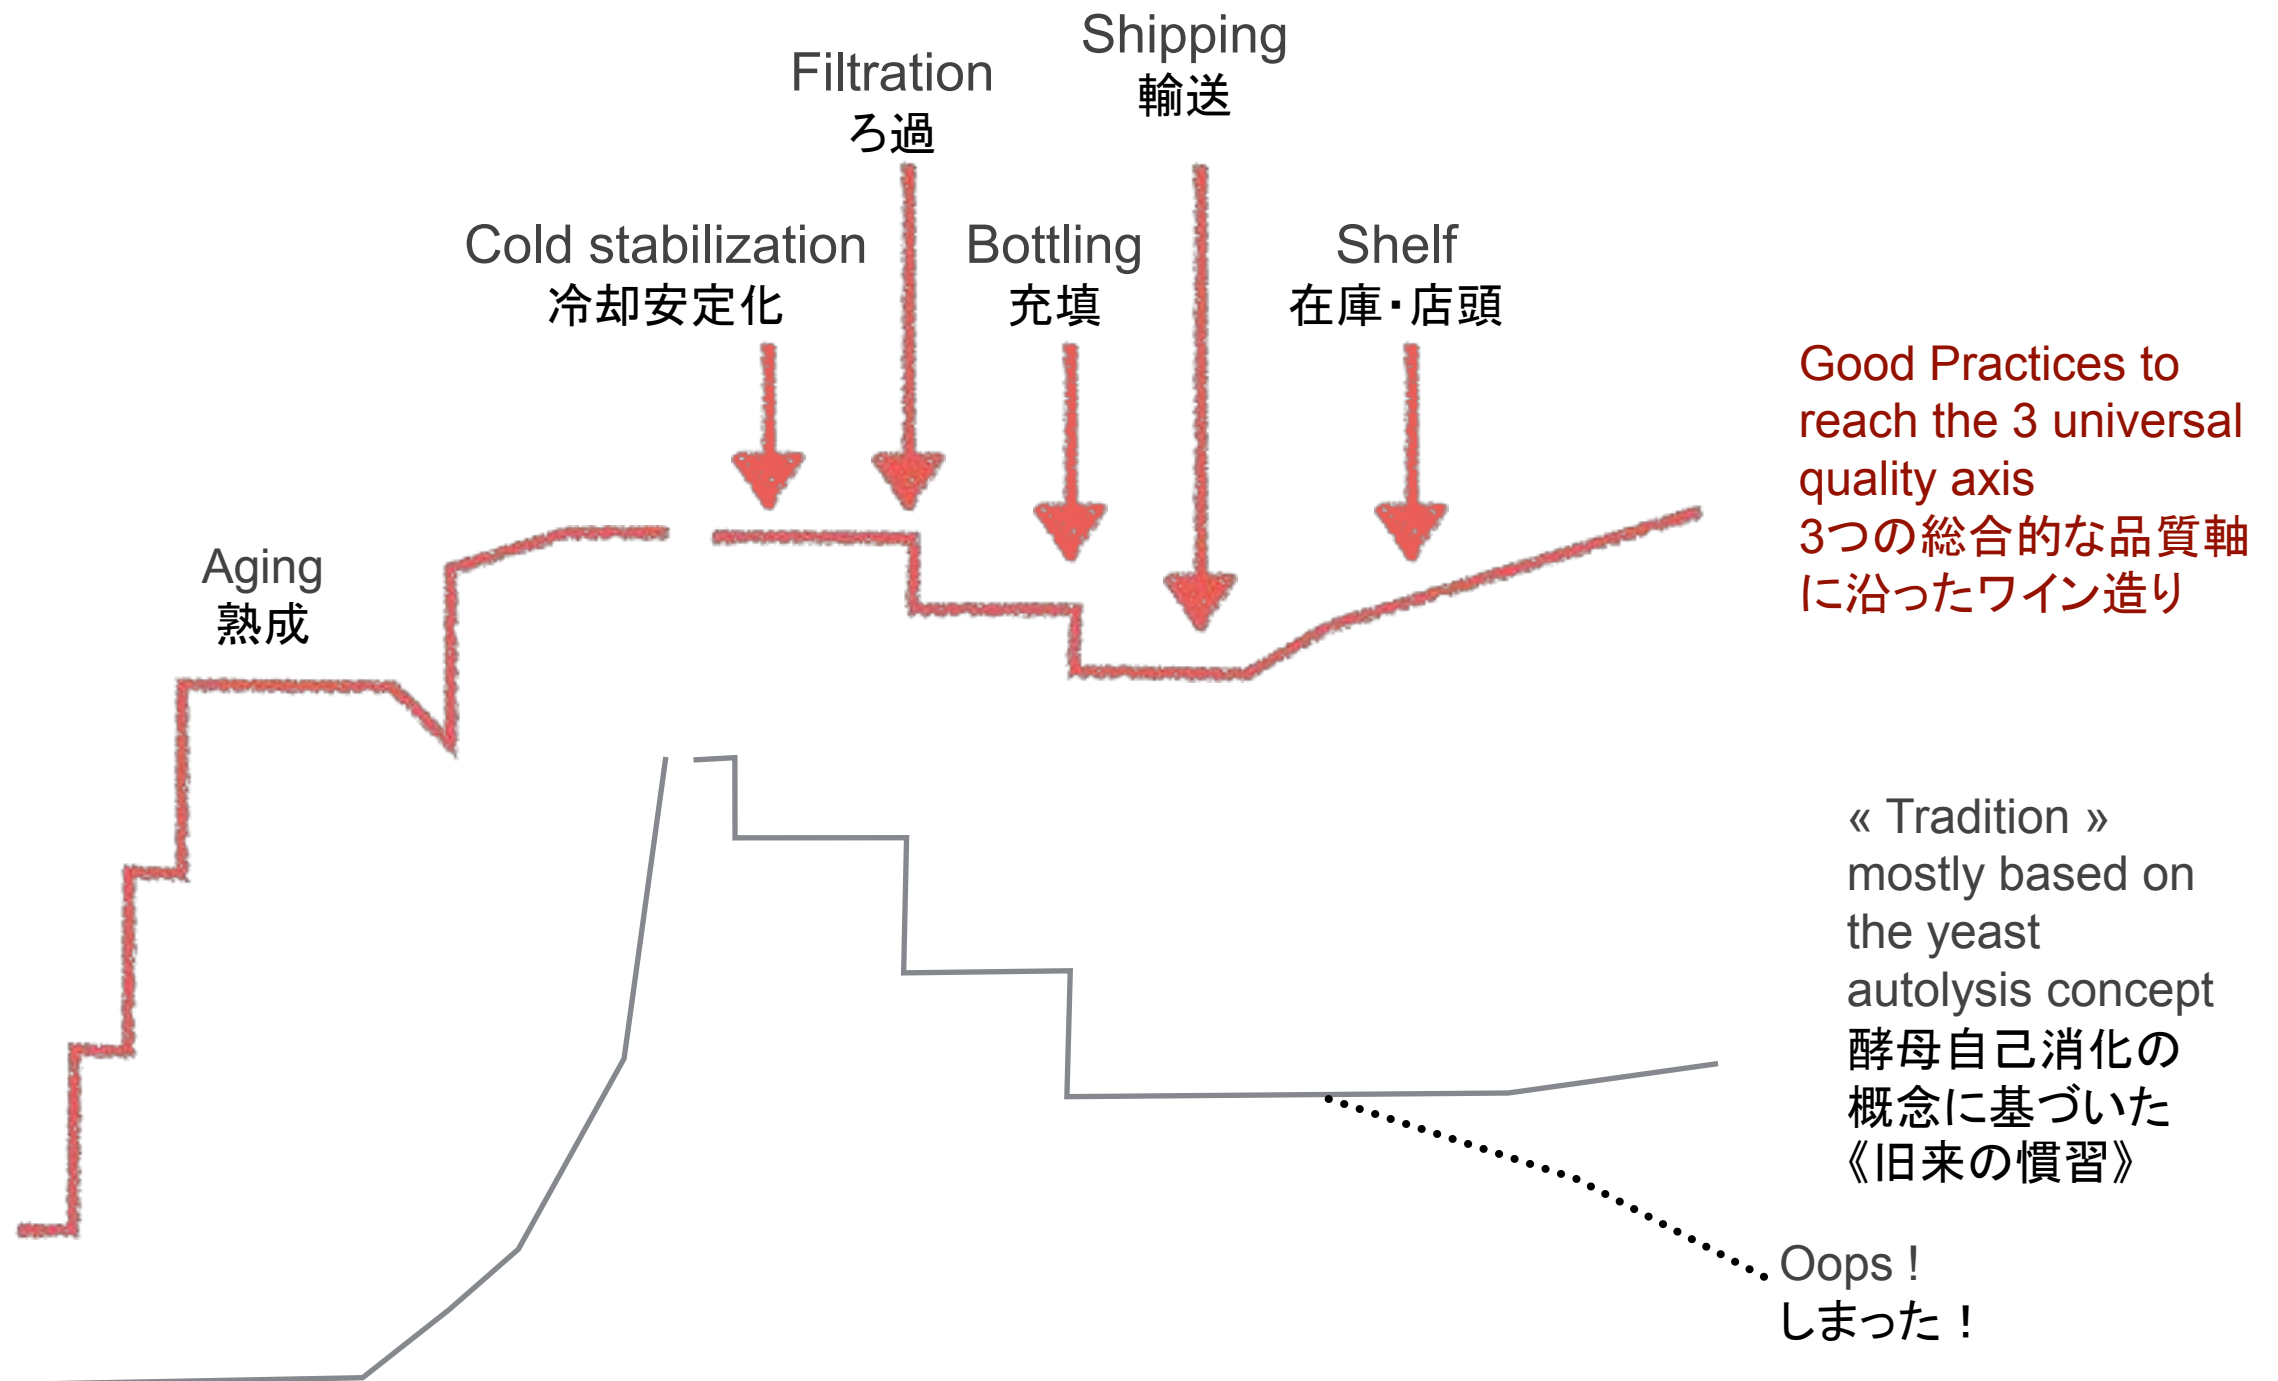 Shipping
輸送
Filtration
ろ過
Cold stabilization
冷却安定化
Bottling
充填
Shelf
在庫・店頭
Good Practices to
reach the 3 universal
quality axis
3つの総合的な品質軸
に沿ったワイン造り
Aging
熟成
« Tradition »
mostly based on
the yeast
autolysis concept
酵母自己消化の
概念に基づいた
《旧来の慣習》
Oops !
しまった！